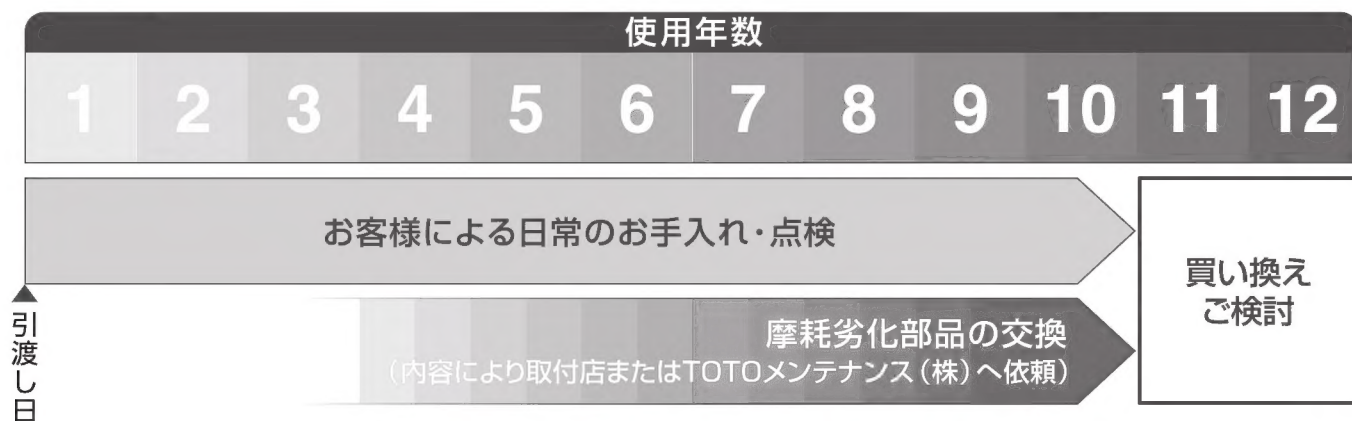 使用年数
1 2 3 4 5 6 7 8 9 10 11 12
お客様による日常のお手入れ・点検
買い換え
ご検討
引渡し日
摩耗劣化部品の交換
(内容により取付店またはTOTOメンテナンス(株)へ依頼)